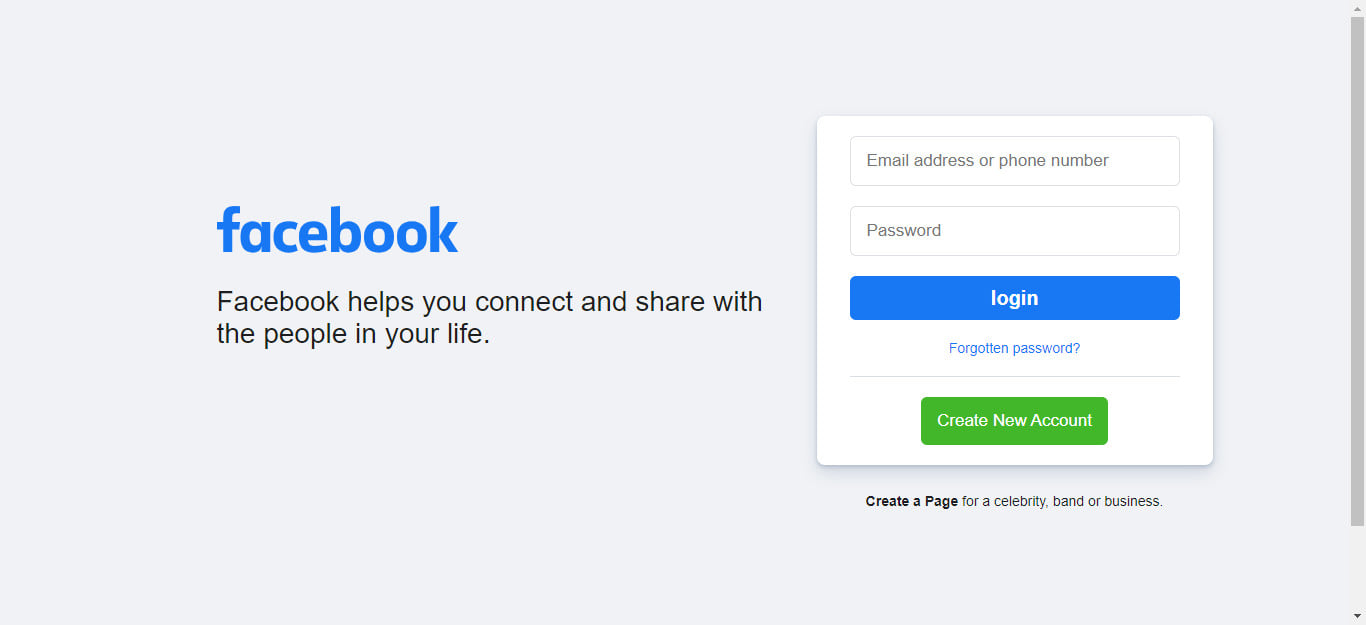 facebook
Facebook helps you connect and share with
the people in your life.
Email address or phone number
Password
login
Forgotten password?
Create New Account
Create a Page for a celebrity, band or business.